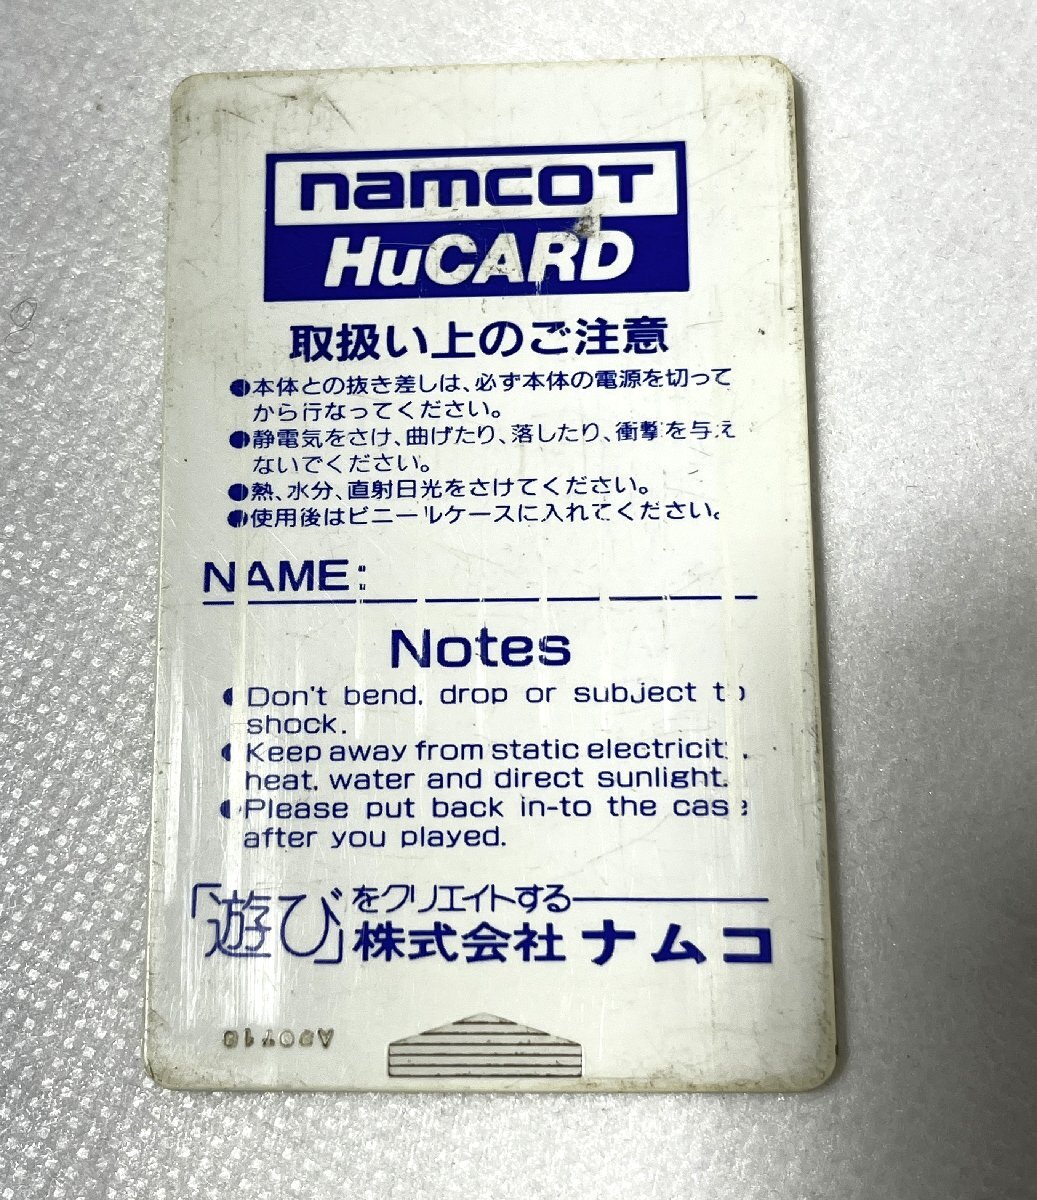 namcoT
HuCARD
取扱い上のご注意
●本体との抜き差しは、必ず本体の電源を切って
から行なってください。
●静電気をさけ、曲げたり、落したり、衝撃を与え
ないでください。
●熱、水分、直射日光をさけてください。
●使用後はビニールケースに入れてください。
NAME:
Notes
●Don't bend, drop or subject to
shock.
●Keep away from static electricity,
heat, water and direct sunlight.
●Please put back in-to the case
after you played.
「遊び」をクリエイトする
株式会社ナムコ